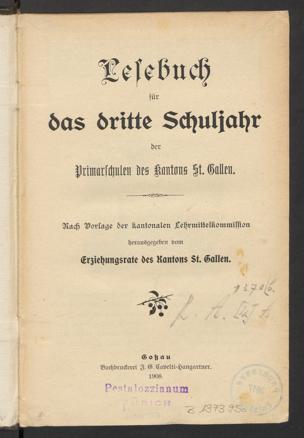 Lesebuch
für
das dritte Schuljahr
der
Primarschulen des Kantons St. Gallen.
Nach Vorlage der kantonalen Lehrmittelkommission
herausgegeben vom
Erziehungsrate des Kantons St. Gallen.
Goßau
Buchdruckerei J. G. Cavelti-Hangartner.
1908.
Pestalozzianum
ZÜRICH